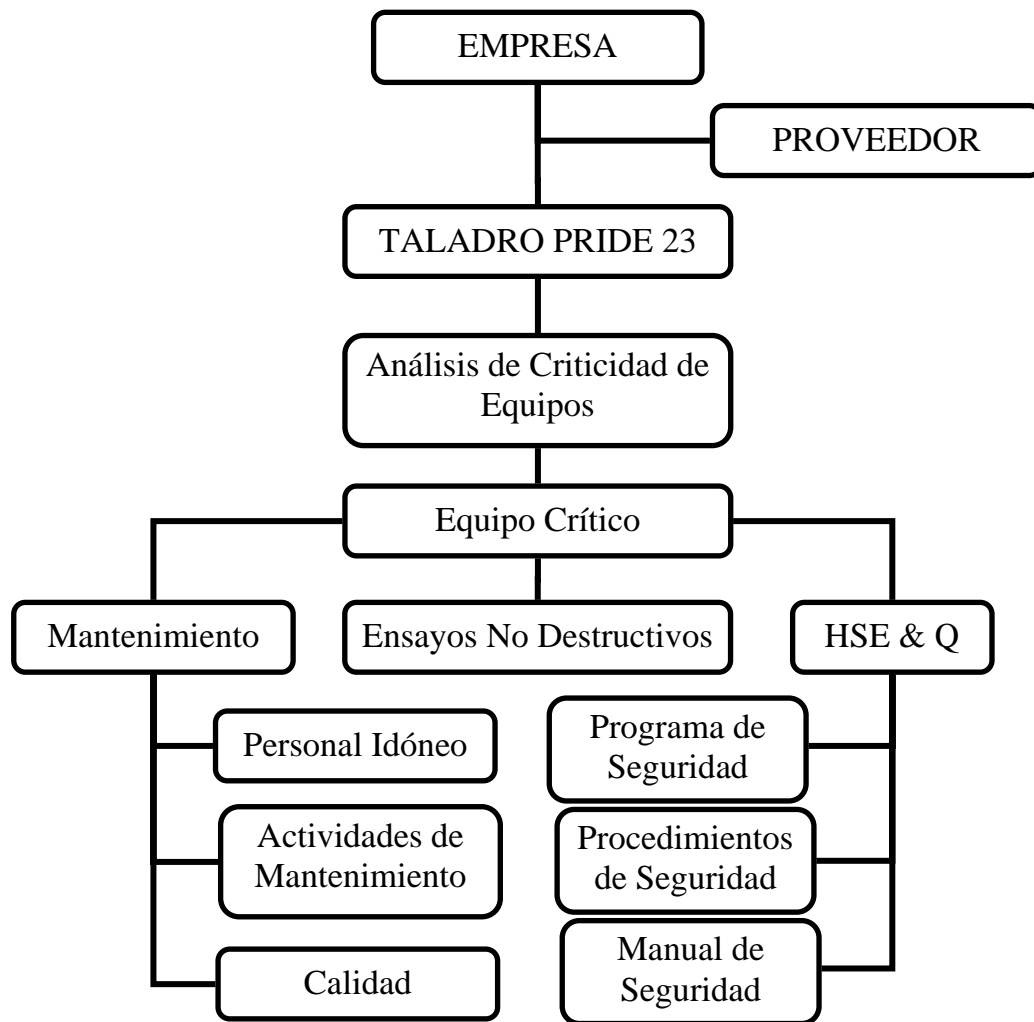 EMPRESA
PROVEEDOR
TALADRO PRIDE 23
Análisis de Criticidad de
Equipos
Equipo Crítico
Mantenimiento
Ensayos No Destructivos
HSE & Q
Personal Idóneo
Actividades de
Mantenimiento
Calidad
Programa de
Seguridad
Procedimientos
de Seguridad
Manual de
Seguridad